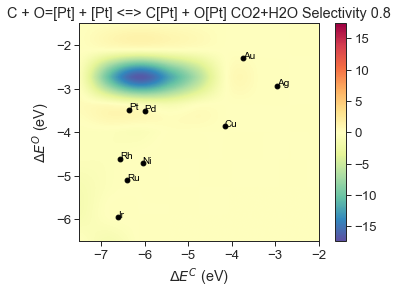 C + O=[Pt] + [Pt] <=> C[Pt] + O[Pt] CO2+H2O Selectivity 0.8
−2
−3
−4
−5
−6
ΔE^O (eV)
Au
Ag
Pt
Pd
Cu
Rh
Ni
Ru
Ir
−7
−6
−5
−4
−3
−2
ΔE^C (eV)
15
10
5
0
−5
−10
−15